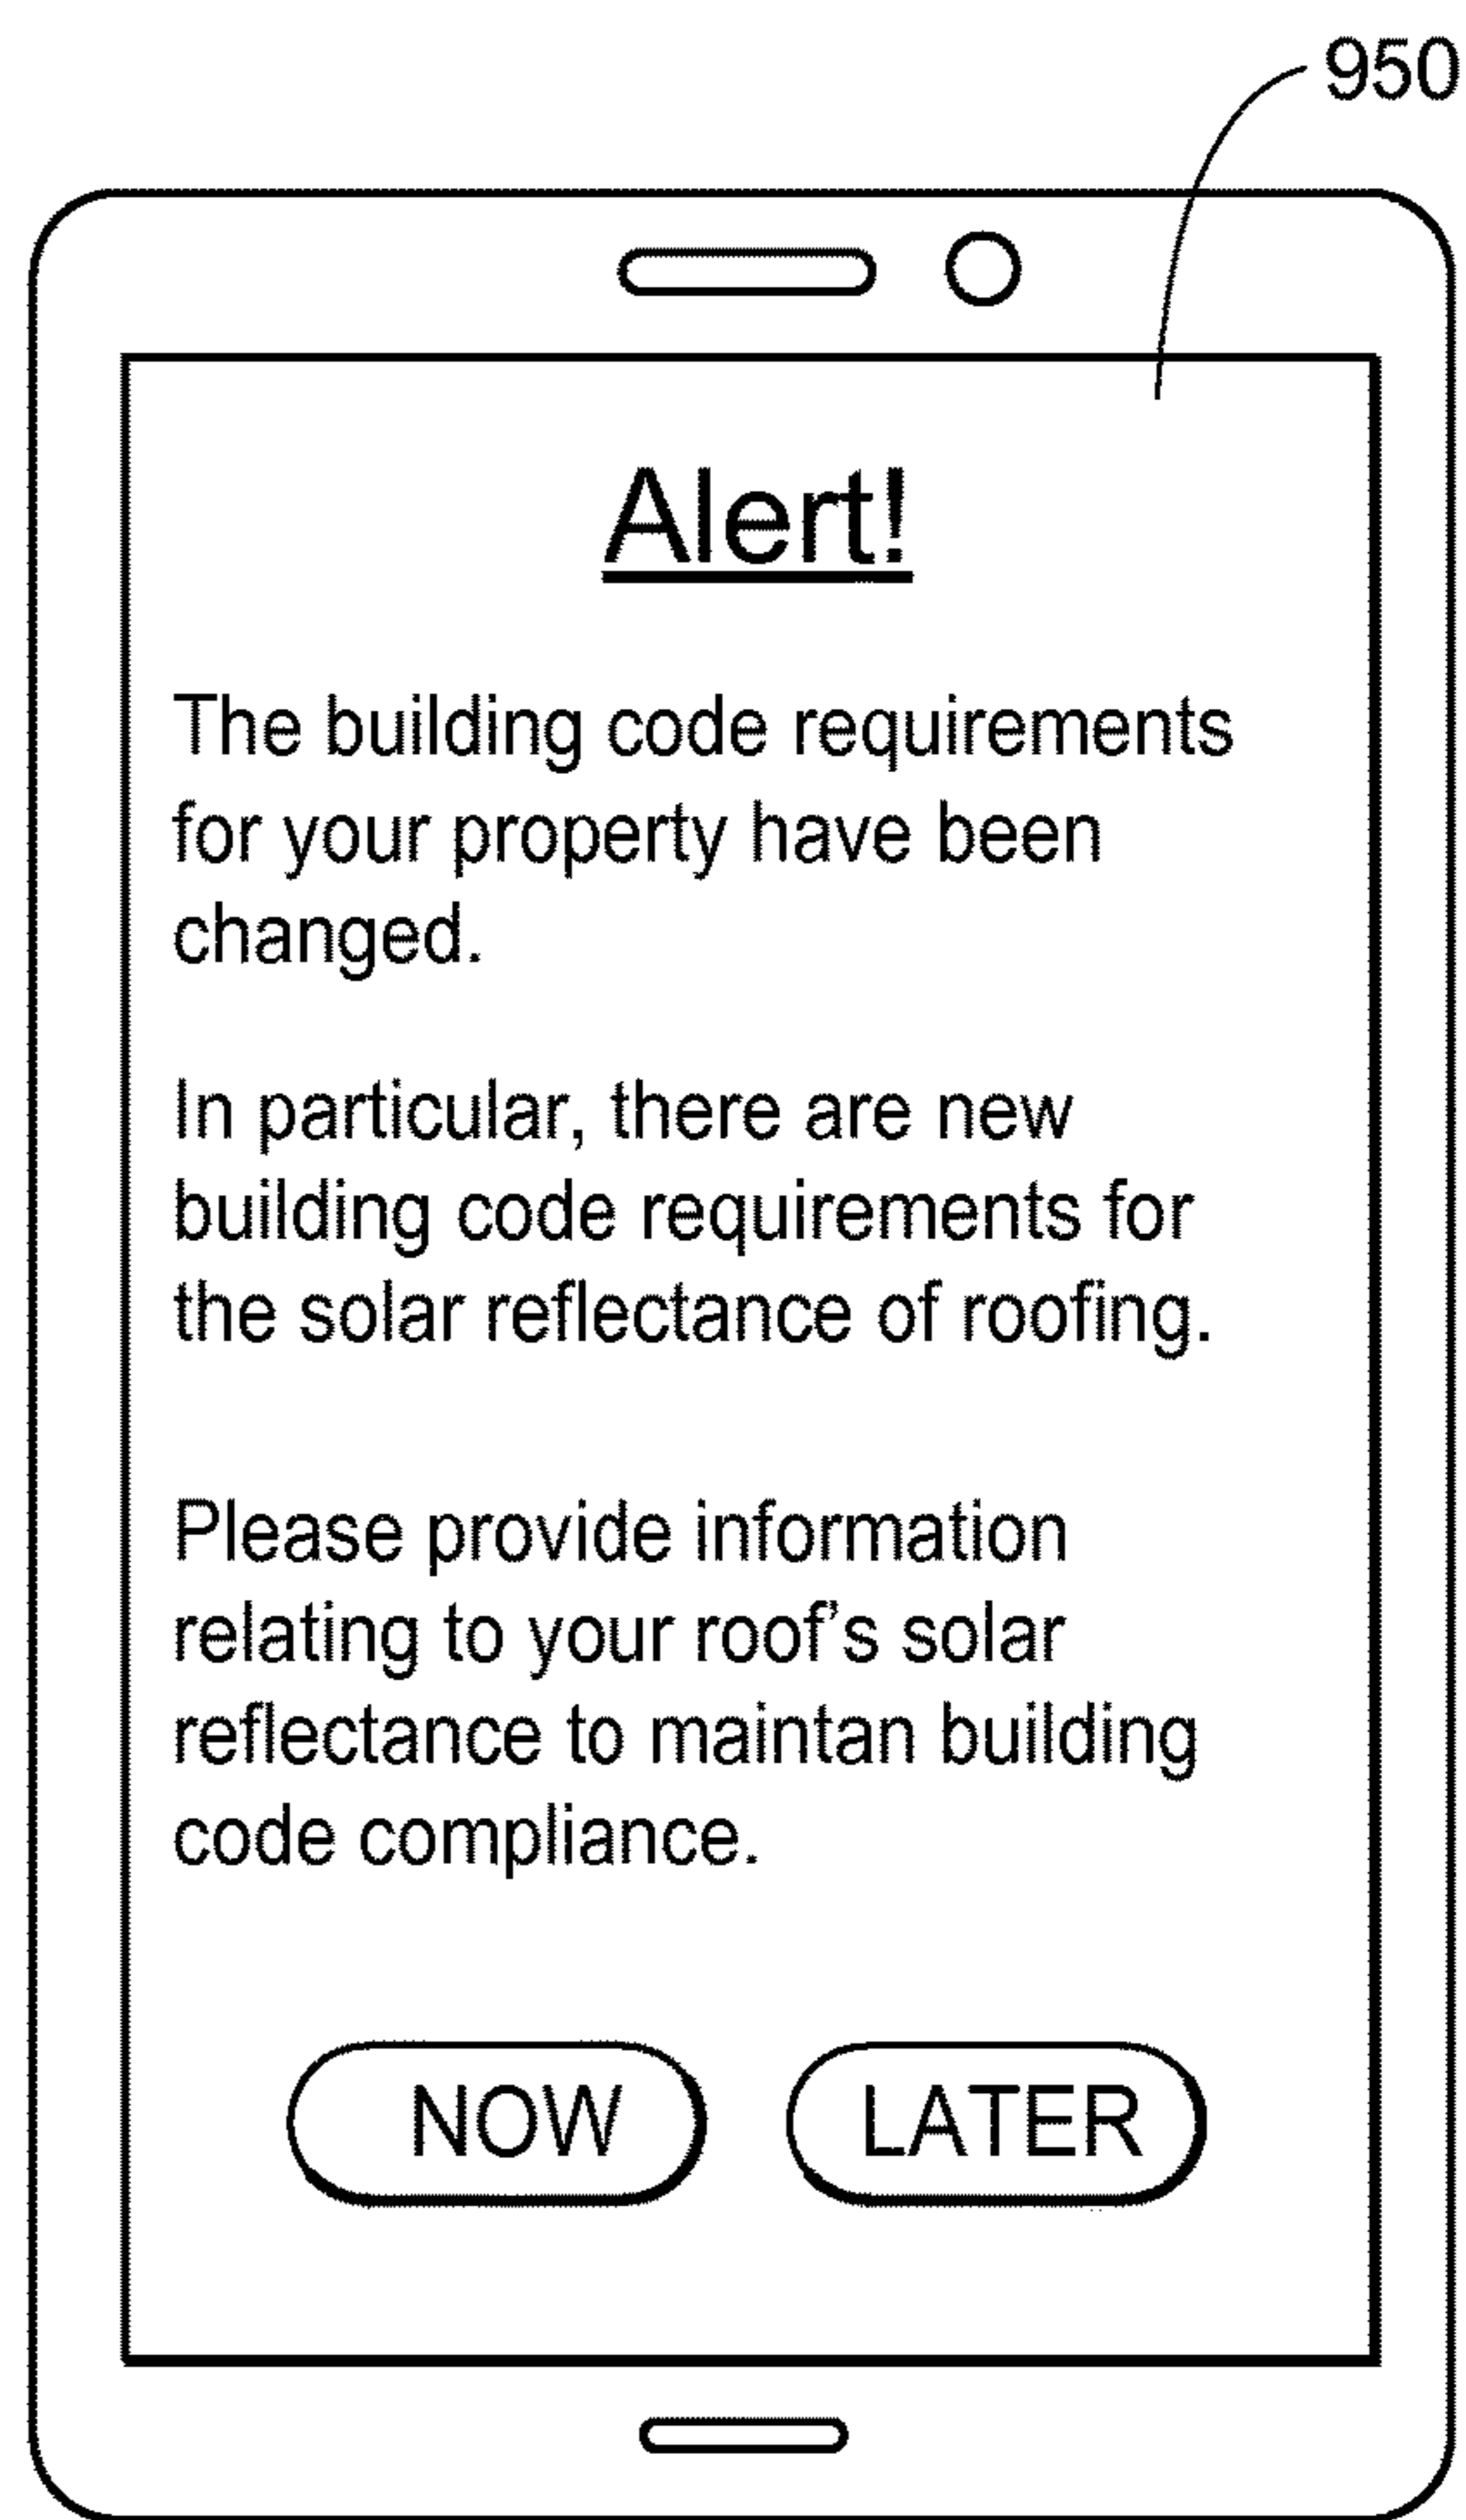 950
Alert!
The building code requirements
for your property have been
changed.
In particular, there are new
building code requirements for
the solar reflectance of roofing.
Please provide information
relating to your roof’s solar
reflectance to maintan building
code compliance.
NOW LATER